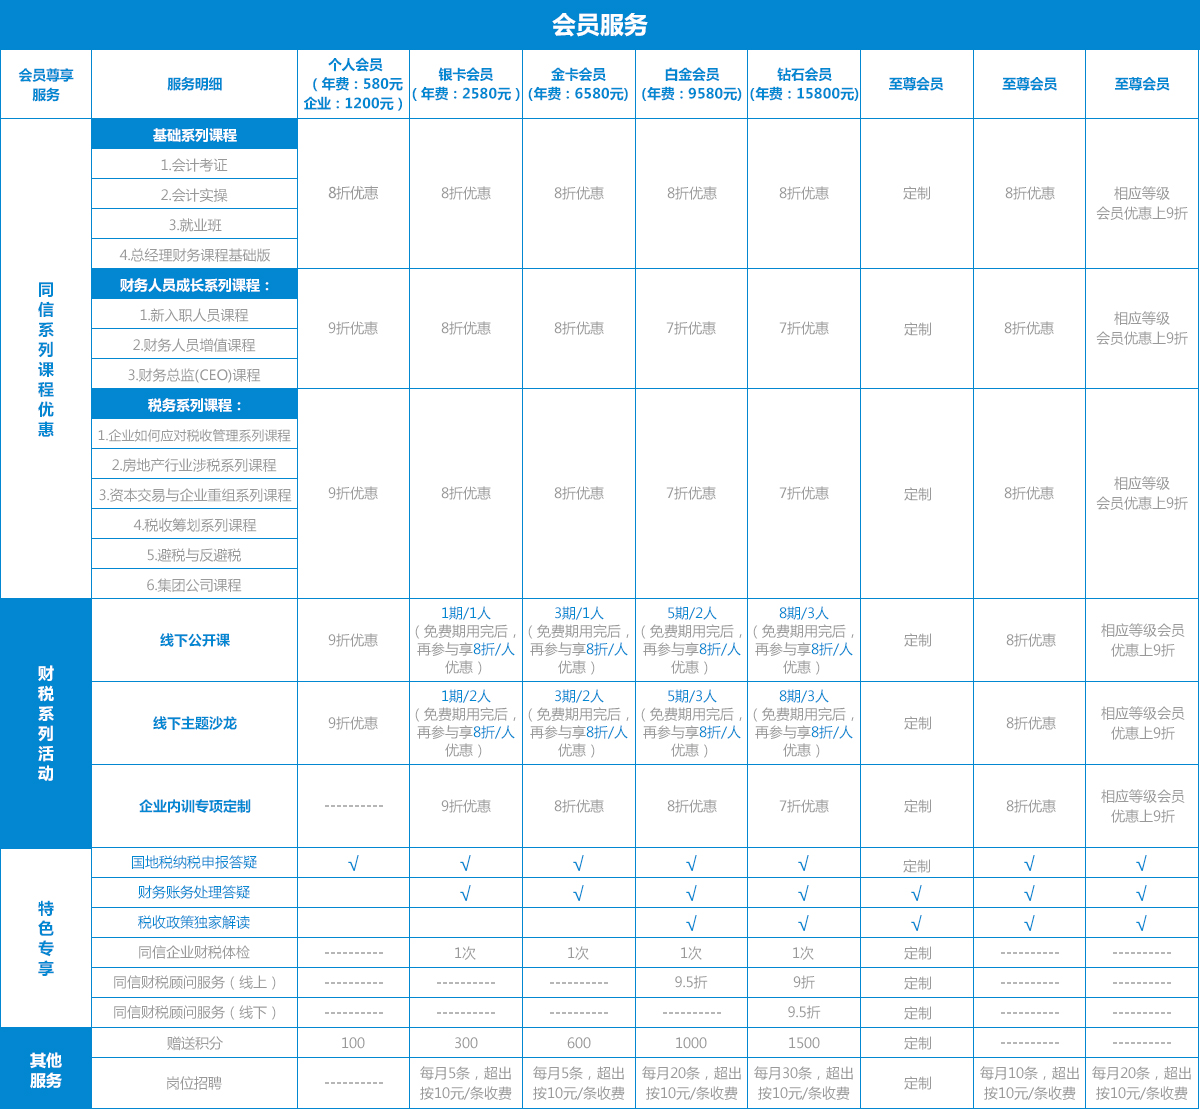 会员服务
会员尊享
服务
服务明细
个人会员
（年费：580元
企业：1200元）
银卡会员
（年费：2580元）
金卡会员
(年费：6580元)
白金会员
(年费：9580元)
钻石会员
(年费：15800元)
至尊会员
至尊会员
至尊会员
同信系列课程优惠
基础系列课程
1.会计考证
2.会计实操
3.就业班
4.总经理财务课程基础版
8折优惠
8折优惠
8折优惠
8折优惠
8折优惠
定制
8折优惠
相应等级
会员优惠上9折
财务人员成长系列课程：
1.新入职人员课程
2.财务人员增值课程
3.财务总监(CEO)课程
9折优惠
8折优惠
8折优惠
7折优惠
7折优惠
定制
8折优惠
相应等级
会员优惠上9折
税务系列课程：
1.企业如何应对税收管理系列课程
2.房地产行业涉税系列课程
3.资本交易与企业重组系列课程
4.税收筹划系列课程
5.避税与反避税
6.集团公司课程
9折优惠
8折优惠
8折优惠
7折优惠
7折优惠
定制
8折优惠
相应等级
会员优惠上9折
财税系列活动
线下公开课
9折优惠
1期/1人
（免费期用完后，
再参与享8折/人
优惠）
3期/1人
（免费期用完后，
再参与享8折/人
优惠）
5期/2人
（免费期用完后，
再参与享8折/人
优惠）
8期/3人
（免费期用完后，
再参与享8折/人
优惠）
定制
8折优惠
相应等级会员
优惠上9折
线下主题沙龙
9折优惠
1期/2人
（免费期用完后，
再参与享8折/人
优惠）
3期/2人
（免费期用完后，
再参与享8折/人
优惠）
5期/3人
（免费期用完后，
再参与享8折/人
优惠）
8期/3人
（免费期用完后，
再参与享8折/人
优惠）
定制
8折优惠
相应等级会员
优惠上9折
企业内训专项定制
----------
9折优惠
8折优惠
8折优惠
7折优惠
定制
8折优惠
相应等级会员
优惠上9折
特色专享
国地税纳税申报答疑
√
√
√
√
√
定制
√
√
财务账务处理答疑
√
√
√
√
√
√
√
税收政策独家解读
√
√
√
√
√
同信企业财税体检
----------
1次
1次
1次
1次
定制
----------
----------
同信财税顾问服务（线上）
----------
----------
----------
9.5折
9折
定制
----------
----------
同信财税顾问服务（线下）
----------
----------
----------
----------
9.5折
定制
----------
----------
其他
服务
赠送积分
100
300
600
1000
1500
定制
----------
----------
岗位招聘
----------
每月5条，超出
按10元/条收费
每月5条，超出
按10元/条收费
每月20条，超出
按10元/条收费
每月30条，超出
按10元/条收费
定制
每月10条，超出
按10元/条收费
每月20条，超出
按10元/条收费